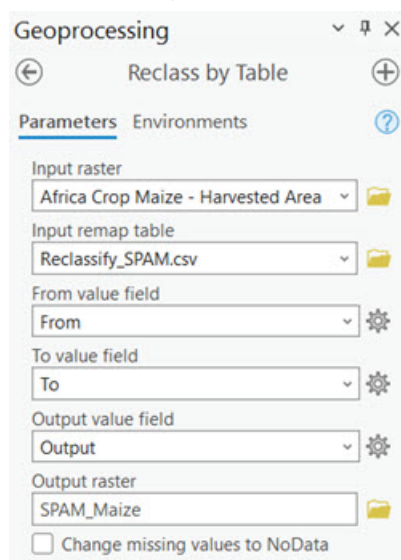 Geoprocessing
Reclass by Table
Parameters Environments
Input raster
Africa Crop Maize - Harvested Area
Input remap table
Reclassify_SPAM.csv
From value field
From
To value field
To
Output value field
Output
Output raster
SPAM_Maize
Change missing values to NoData